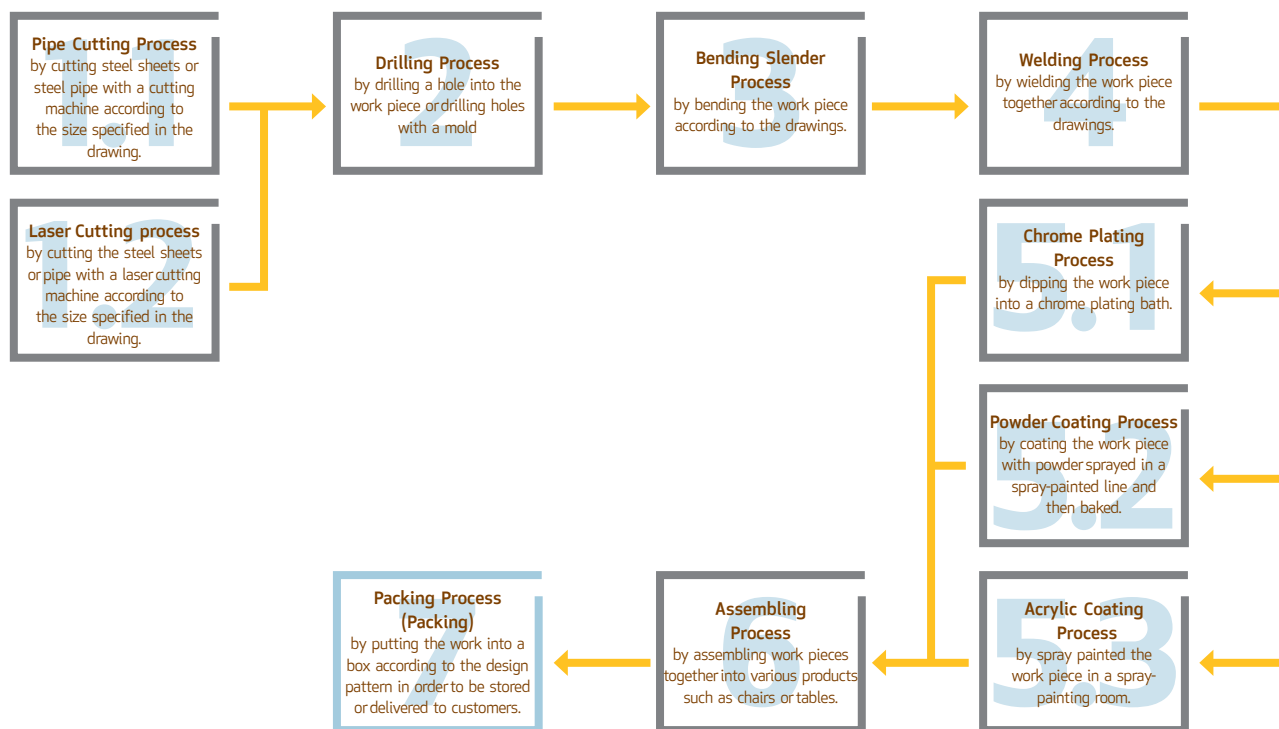 1.1
Pipe Cutting Process
by cutting steel sheets or
steel pipe with a cutting
machine according to
the size specified in the
drawing.
2
Drilling Process
by drilling a hole into the
work piece or drilling holes
with a mold
3
Bending Slender
Process
by bending the work piece
according to the drawings.
4
Welding Process
by wielding the work piece
together according to the
drawings.
1.2
Laser Cutting process
by cutting the steel sheets
or pipe with a laser cutting
machine according to
the size specified in the
drawing.
5.1
Chrome Plating
Process
by dipping the work piece
into a chrome plating bath.
5.2
Powder Coating Process
by coating the work piece
with powder sprayed in a
spray-painted line and
then baked.
5.3
Acrylic Coating
Process
by spray painted the
work piece in a spray-
painting room.
6
Assembling
Process
by assembling work pieces
together into various products
such as chairs or tables.
7
Packing Process
(Packing)
by putting the work into a
box according to the design
pattern in order to be stored
or delivered to customers.